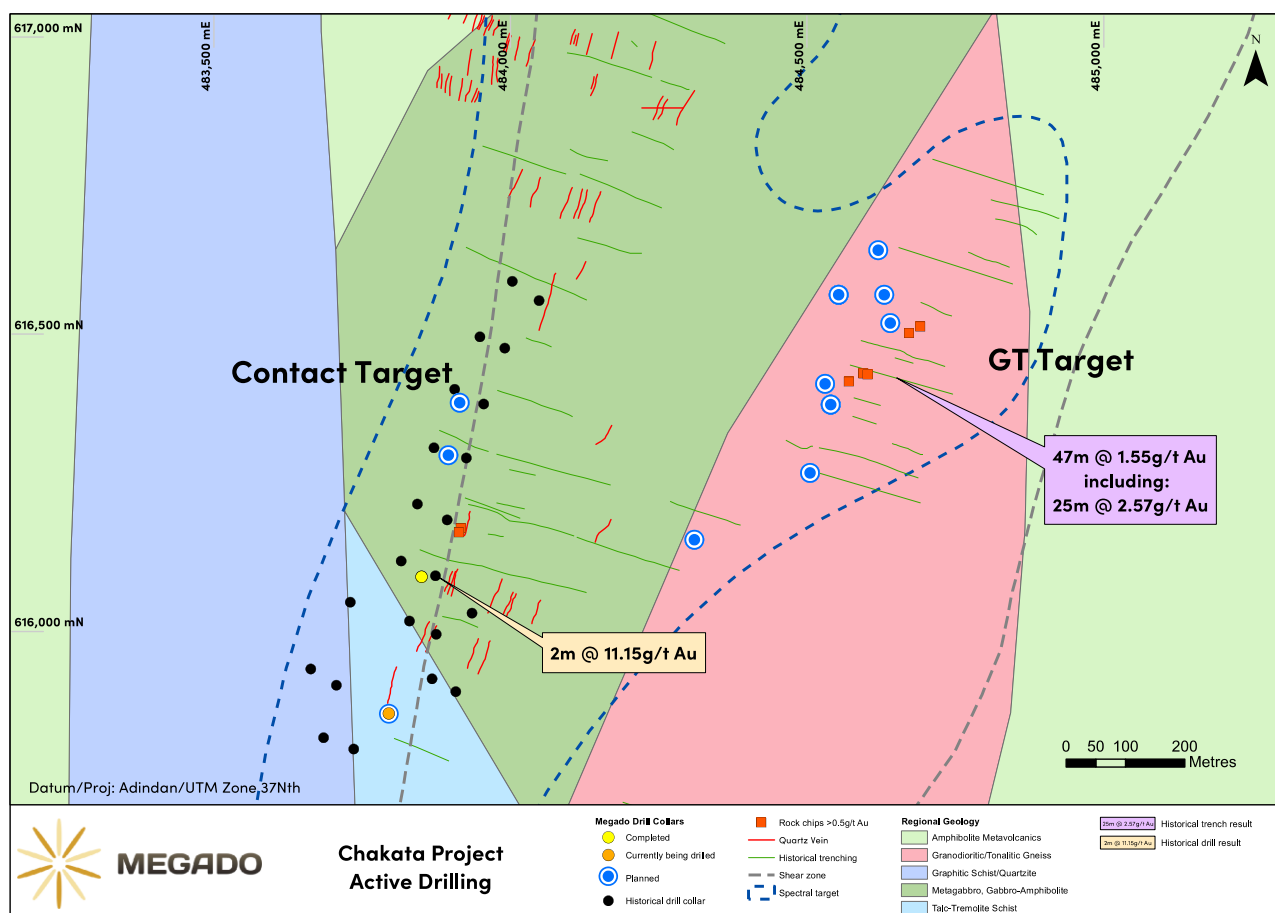 617,000 mN
483,500 mE
484,000 mE
484,500 mE
485,000 mE
N
616,500 mN
Contact Target
GT Target
47m @ 1.55g/t Au
including:
25m @ 2.57g/t Au
616,000 mN
2m @ 11.15g/t Au
0 50 100 200
Metres
Datum/Proj: Adindan/UTM Zone 37Nth
MEGADO
Chakata Project
Active Drilling
Megado Drill Collars
Completed
Currently being drilled
Planned
Historical drill collar
Rock chips >0.5g/t Au
Quartz Vein
Historical trenching
Shear zone
Spectral target
Regional Geology
Amphibolite Metavolcanics
Granodioritic/Tonalitic Gneiss
Graphitic Schist/Quartzite
Metagabbro, Gabbro-Amphibolite
Talc-Tremolite Schist
25m @ 2.57g/t Au
Historical trench result
2m @ 11.15g/t Au
Historical drill result